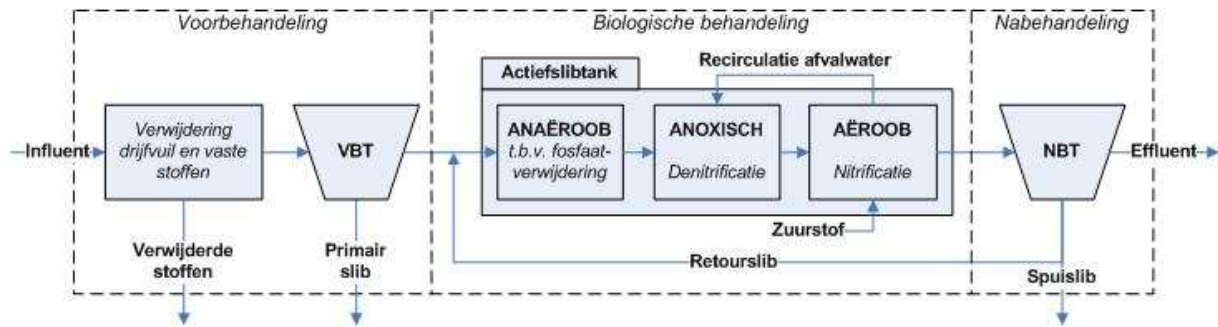 Voorbehandeling
Biologische behandeling
Nabehandeling
Recirculatie afvalwater
Actiefslibtank
Influent
Verwijdering
drijfvuil en vaste
stoffen
VBT
ANAËROOB
t.b.v. fosfaat-
verwijdering
ANOXISCH
Denitrificatie
AËROOB
Nitrificatie
NBT
Effluent
Zuurstof
Verwijderde
stoffen
Primair
slib
Retourslib
Spuislib